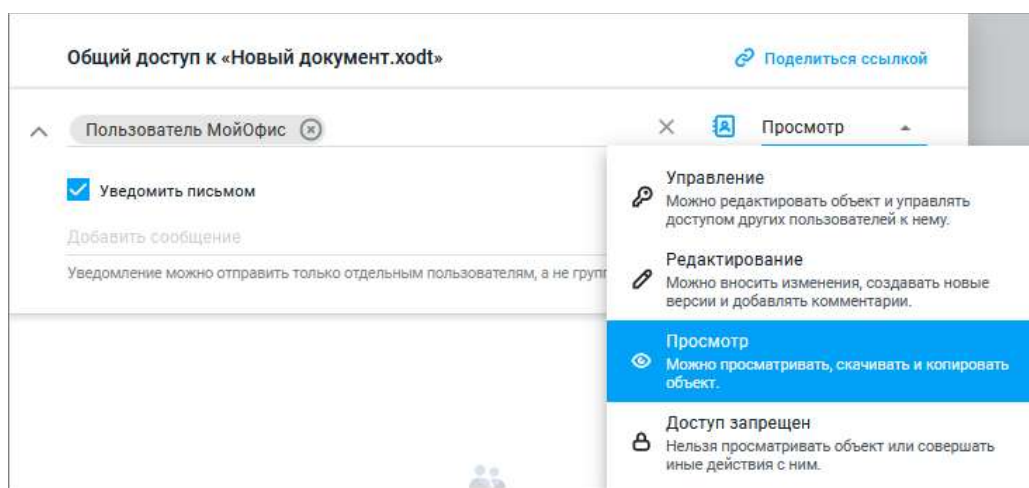 Общий доступ к «Новый документ.xodt»
Поделиться ссылкой
Пользователь МойОфис
Просмотр
Уведомить письмом
Добавить сообщение
Уведомление можно отправить только отдельным пользователям, а не
Управление
Можно редактировать объект и управлять
доступом других пользователей к нему.
Редактирование
Можно вносить изменения, создавать новые
версии и добавлять комментарии.
Просмотр
Можно просматривать, скачивать и копировать
объект.
Доступ запрещен
Нельзя просматривать объект или совершать
иные действия с ним.